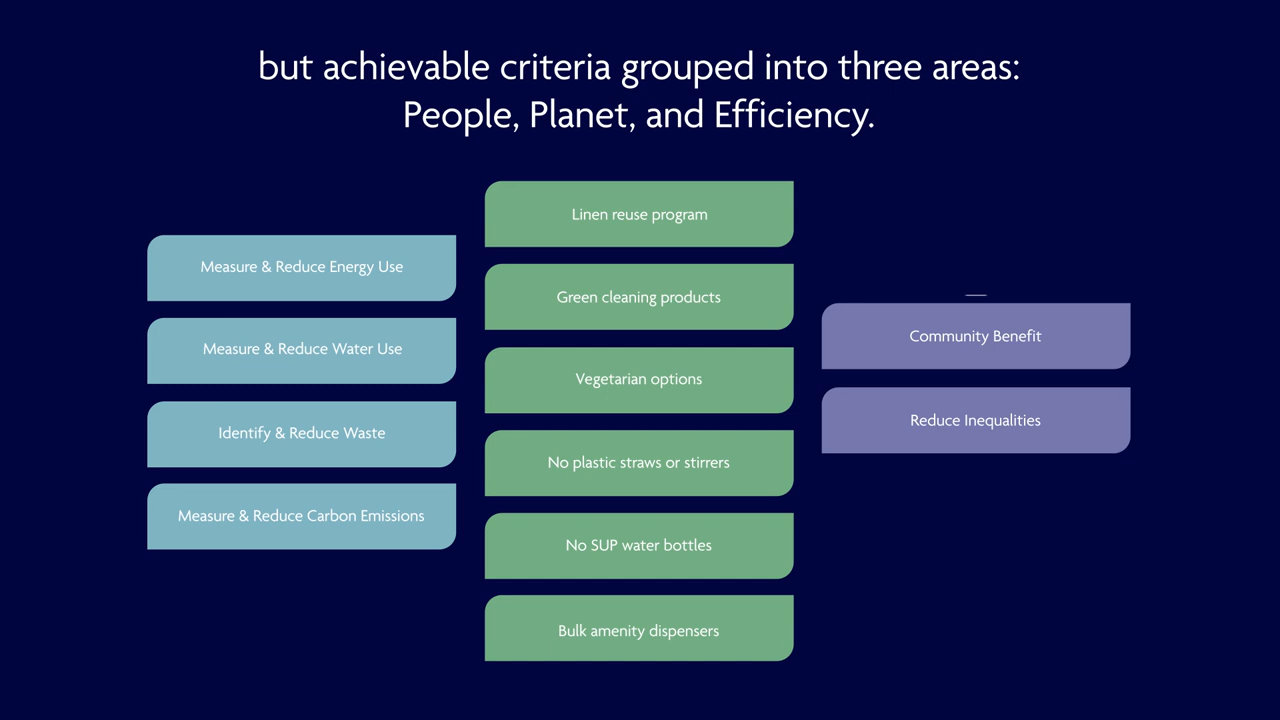 but achievable criteria grouped into three areas:
People, Planet, and Efficiency.
Measure & Reduce Energy Use
Measure & Reduce Water Use
Identify & Reduce Waste
Measure & Reduce Carbon Emissions
Linen reuse program
Green cleaning products
Vegetarian options
No plastic straws or stirrers
No SUP water bottles
Bulk amenity dispensers
Community Benefit
Reduce Inequalities